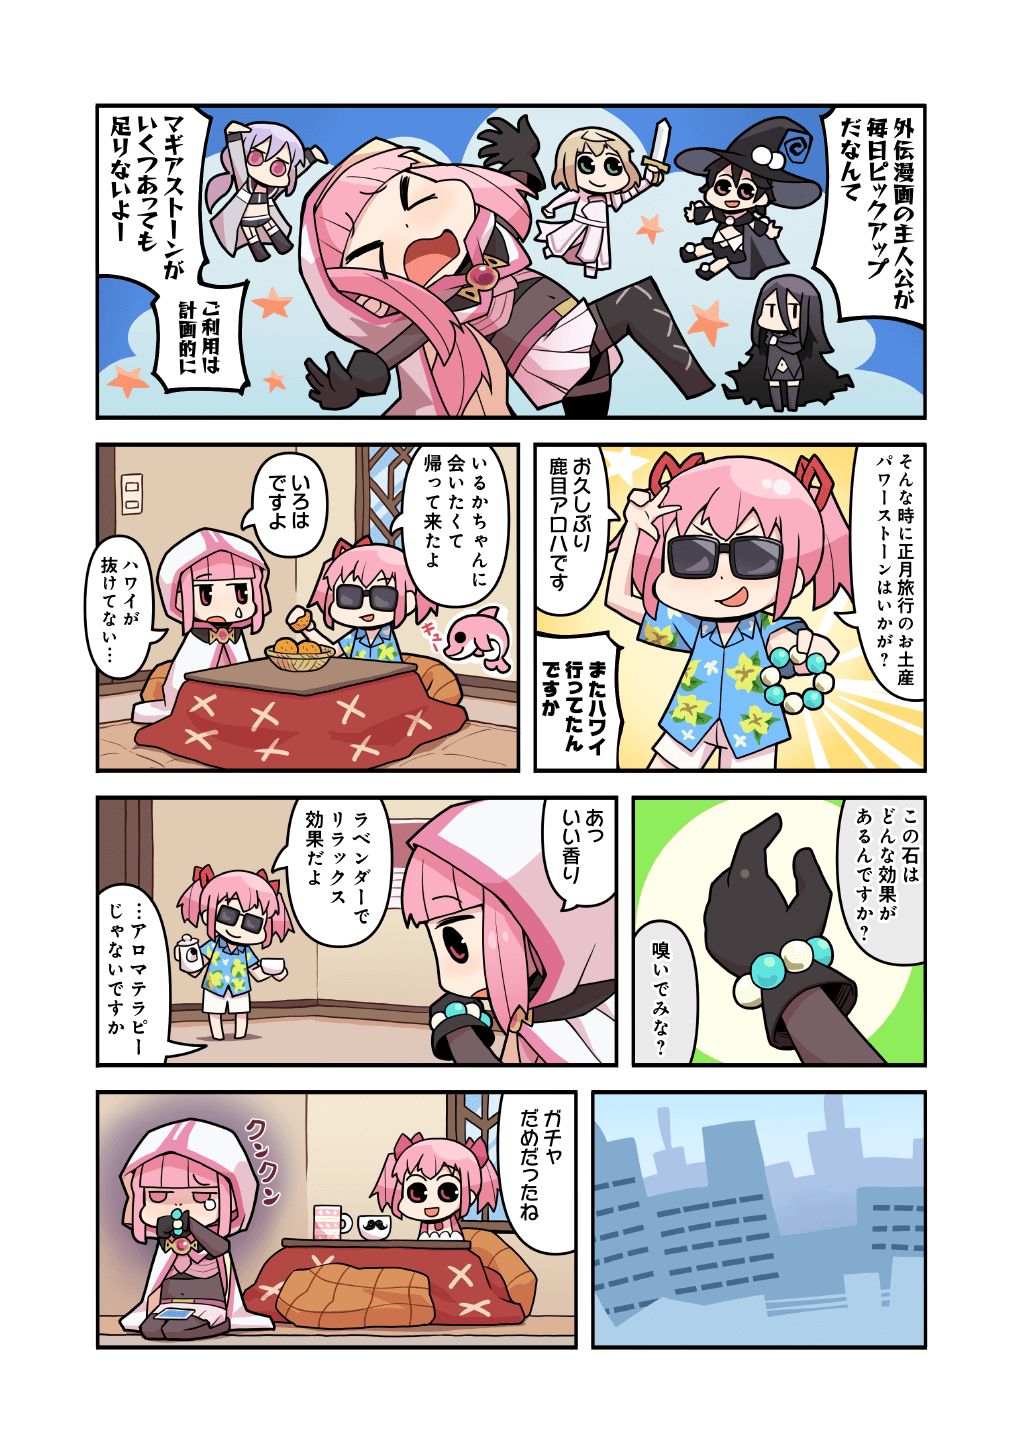 外伝漫画の主人公が
毎日ピックアップ
だなんて
マギアストーンが
いくつあっても
足りないよー
ご利用は
計画的に
そんな時に正月旅行のお土産
パワーストーンはいかが？
お久しぶり
鹿目アロハです
またハワイ
行ってたん
ですか
いるかちゃんに
会いたくて
帰って来たよ
キュー
いろは
ですよ
ハワイが
抜けてない…
この石は
どんな効果が
あるんですか？
嗅いでみな？
あっ
いい香り
ラベンダーで
リラックス
効果だよ
…アロマテラピー
じゃないですか
ガチャ
だめだったね
クンクン